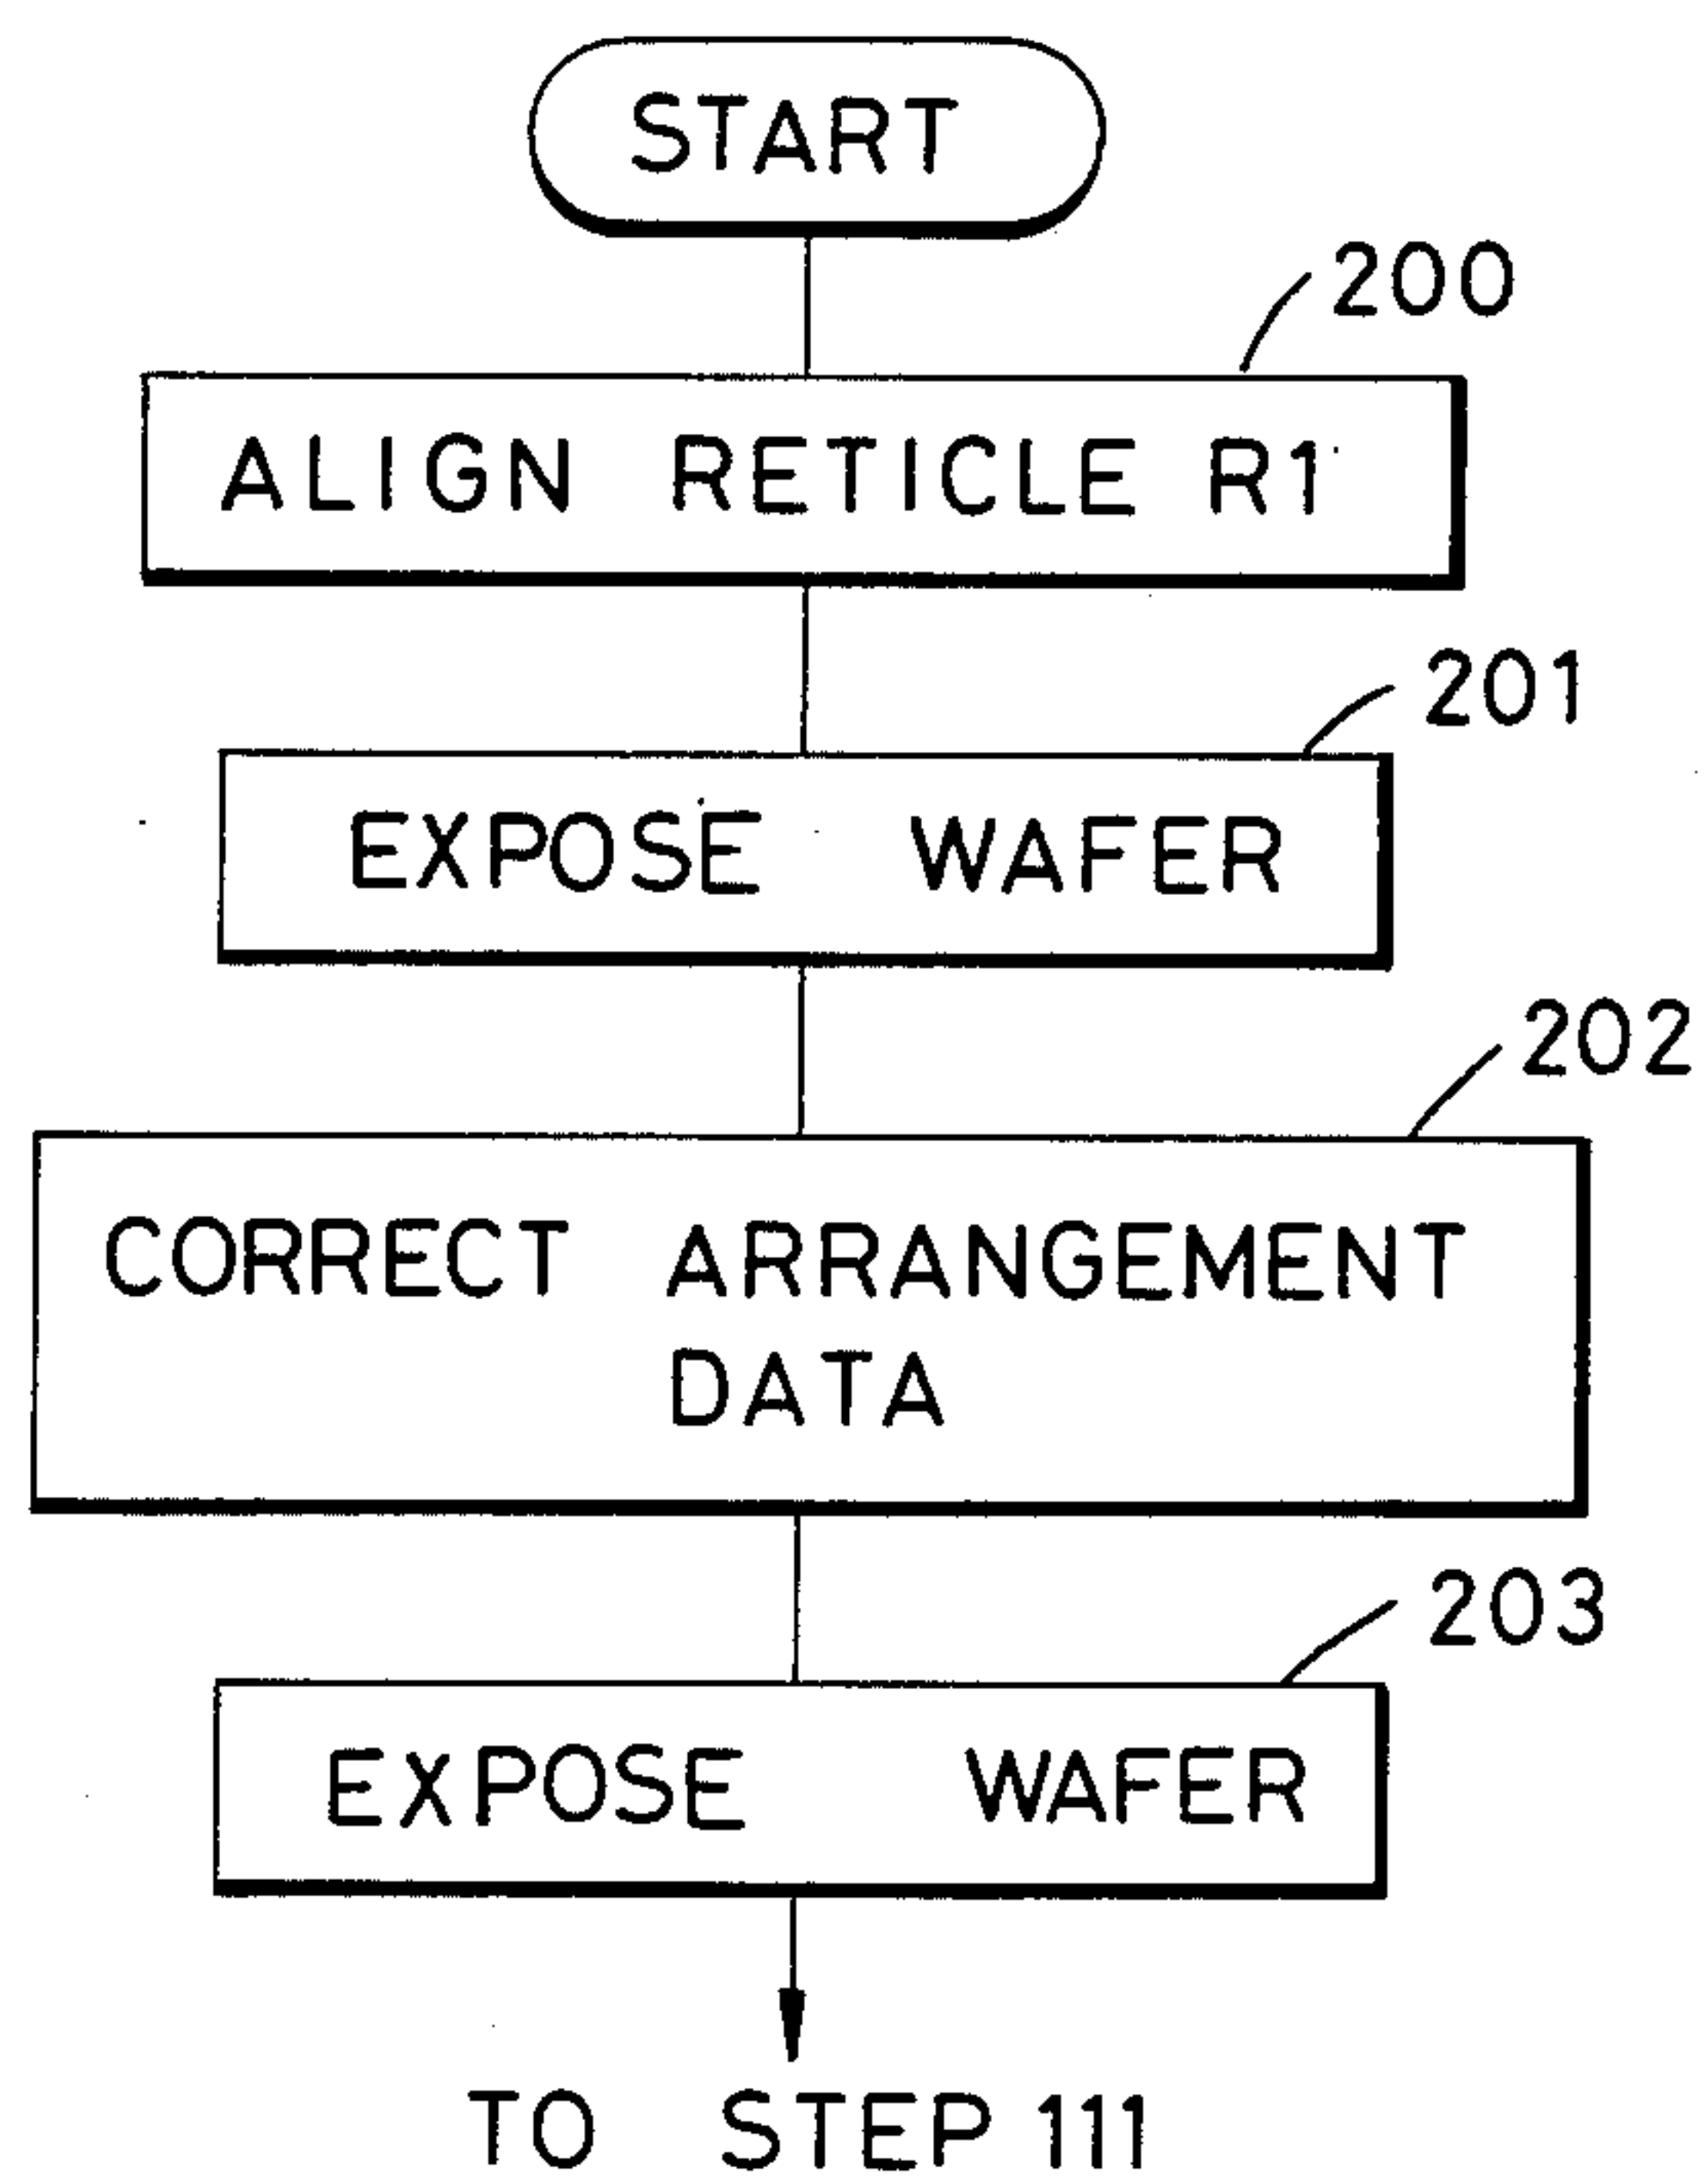 START
200
ALIGN RETICLE R1
201
EXPOSE WAFER
202
CORRECT ARRANGEMENT
DATA
203
EXPOSE WAFER
TO STEP 111